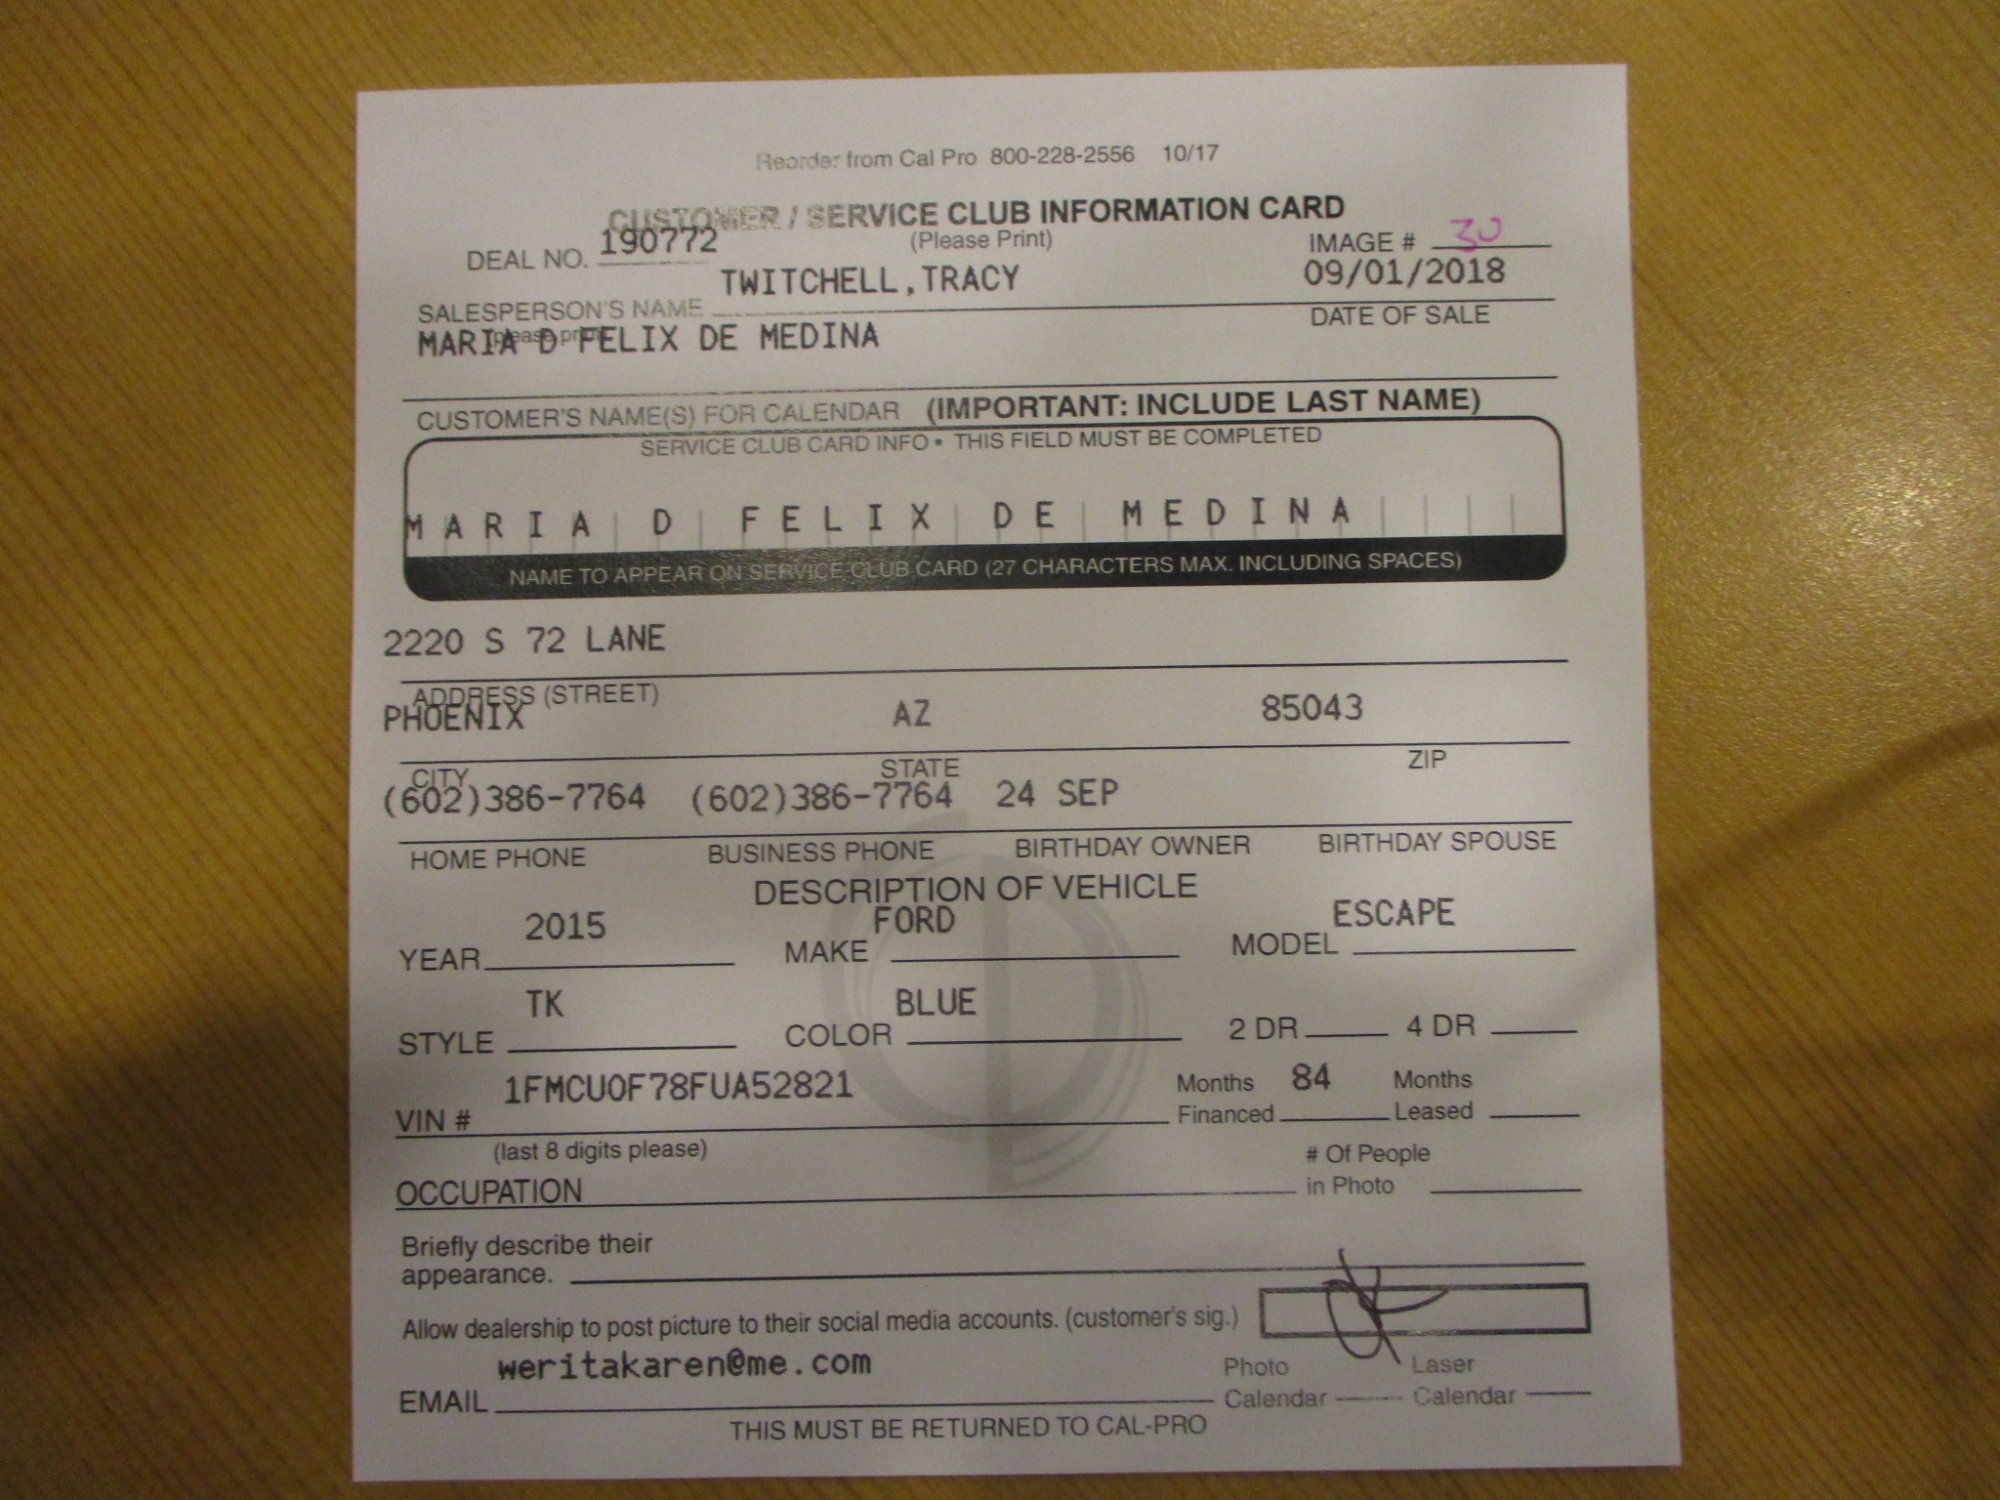 Reorder from Cal Pro 800-228-2556 10/17
CUSTOMER / SERVICE CLUB INFORMATION CARD
DEAL NO. 190772 (Please Print) IMAGE # 30
TWITCHELL,TRACY 09/01/2018
SALESPERSON'S NAME DATE OF SALE
(please print)
MARIA D FELIX DE MEDINA
CUSTOMER'S NAME(S) FOR CALENDAR (IMPORTANT: INCLUDE LAST NAME)
SERVICE CLUB CARD INFO • THIS FIELD MUST BE COMPLETED
MARIA D FELIX DE MEDINA
NAME TO APPEAR ON SERVICE CLUB CARD (27 CHARACTERS MAX. INCLUDING SPACES)
2220 S 72 LANE
ADDRESS (STREET)
PHOENIX AZ 85043
CITY STATE ZIP
(602)386-7764 (602)386-7764 24 SEP
HOME PHONE BUSINESS PHONE BIRTHDAY OWNER BIRTHDAY SPOUSE
DESCRIPTION OF VEHICLE
2015 FORD ESCAPE
YEAR MAKE MODEL
TK BLUE
STYLE COLOR 2 DR 4 DR
1FMCU0F78FUA52821 Months 84 Months
VIN # Financed Leased
(last 8 digits please) # Of People
OCCUPATION in Photo
Briefly describe their
appearance.
Allow dealership to post picture to their social media accounts. (customer's sig.)
weritakaren@me.com Photo Laser
EMAIL Calendar Calendar
THIS MUST BE RETURNED TO CAL-PRO